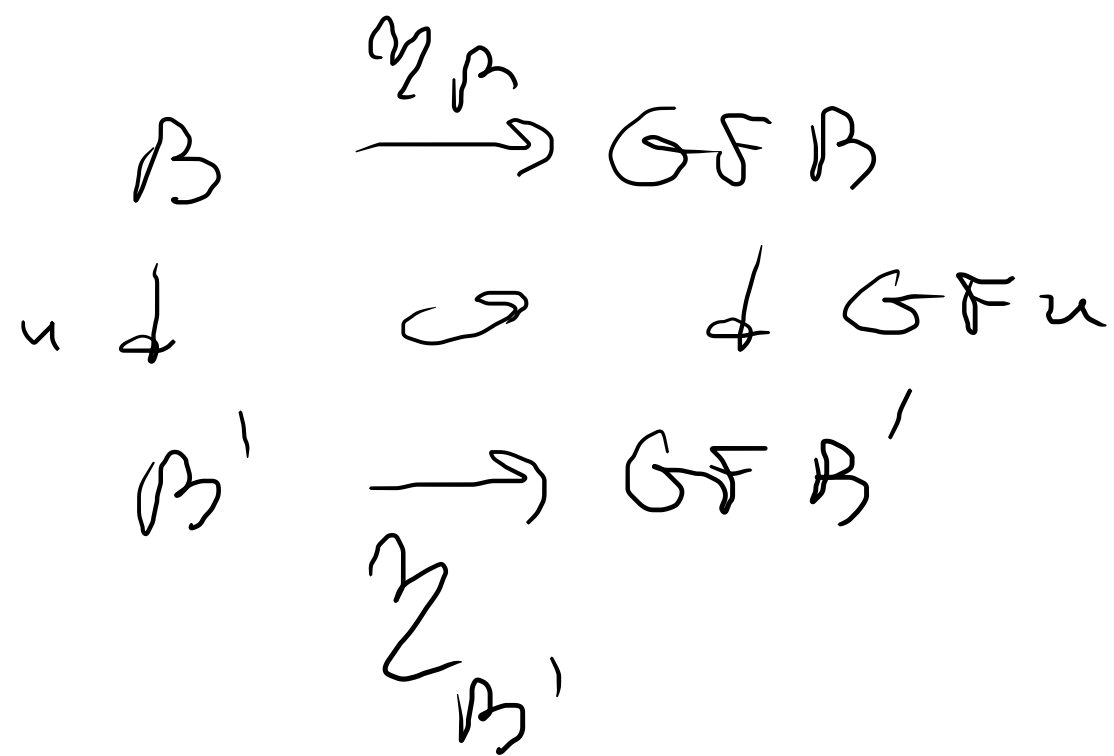 η_B
B → GFB
u ↓ ↺ ↓ GFu
B' → GFB'
η_B'